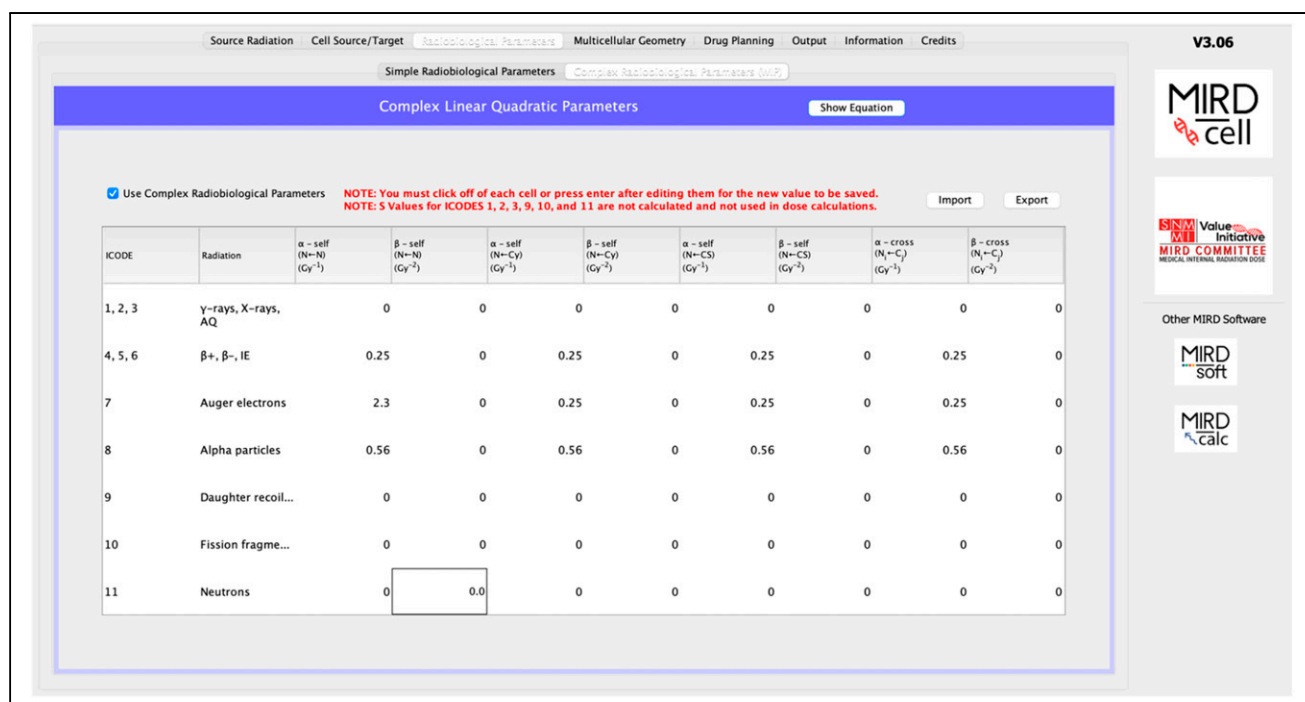 Source Radiation Cell Source/Target Radiobiological Parameters Multicellular Geometry Drug Planning Output Information Credits
V3.06
Simple Radiobiological Parameters Complex Radiobiological Parameters (WIP)
Complex Linear Quadratic Parameters Show Equation
MIRD
cell
Use Complex Radiobiological Parameters
NOTE: You must click off of each cell or press enter after editing them for the new value to be saved.
NOTE: S Values for ICODES 1, 2, 3, 9, 10, and 11 are not calculated and not used in dose calculations.
Import Export
ICODE Radiation α – self (N←N) (Gy⁻¹) β – self (N←N) (Gy⁻²) α – self (N←Cy) (Gy⁻¹) β – self (N←Cy) (Gy⁻²) α – self (N←CS) (Gy⁻¹) β – self (N←CS) (Gy⁻²) α – cross (Nᵢ←Cⱼ) (Gy⁻¹) β – cross (Nᵢ←Cⱼ) (Gy⁻²)
1, 2, 3 γ-rays, X-rays, AQ 0 0 0 0 0 0 0 0
4, 5, 6 β+, β-, IE 0.25 0 0.25 0 0.25 0 0.25 0
7 Auger electrons 2.3 0 0.25 0 0.25 0 0.25 0
8 Alpha particles 0.56 0 0.56 0 0.56 0 0.56 0
9 Daughter recoil... 0 0 0 0 0 0 0 0
10 Fission fragme... 0 0 0 0 0 0 0 0
11 Neutrons 0 0.0 0 0 0 0 0 0
SNM MI Value Initiative
MIRD COMMITTEE
MEDICAL INTERNAL RADIATION DOSE
Other MIRD Software
MIRD
soft
MIRD
calc